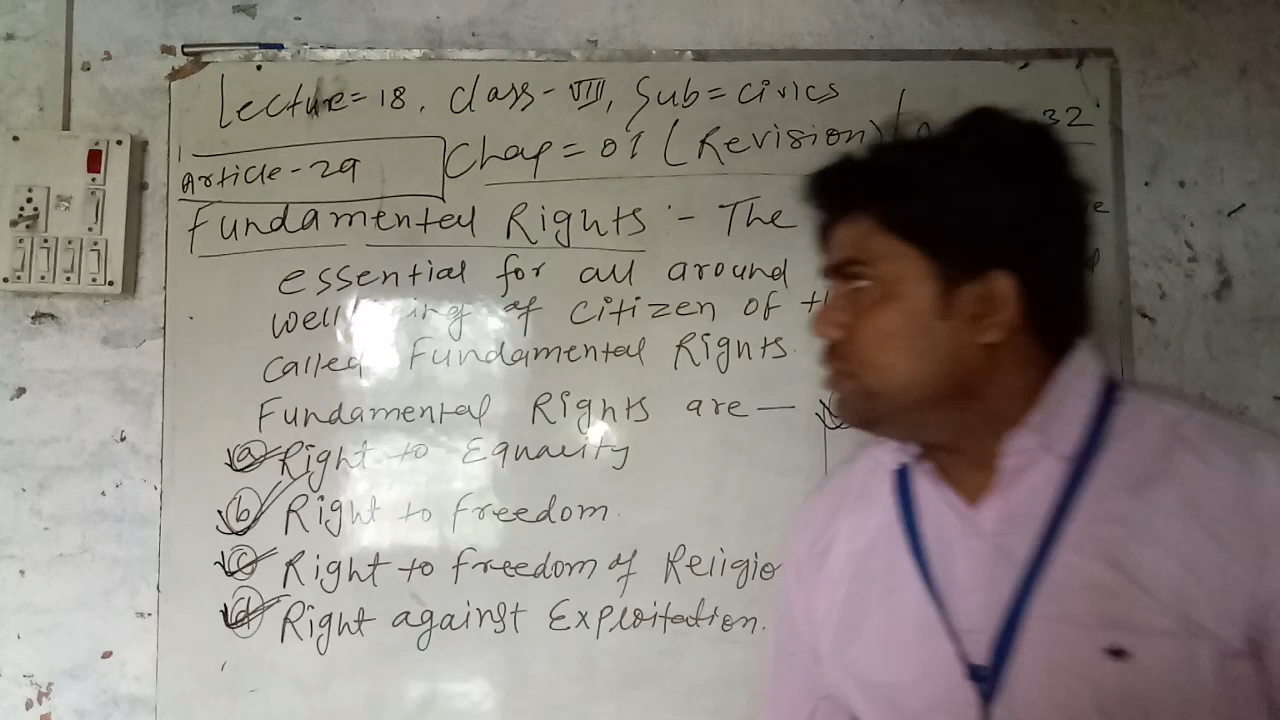 Lecture = 18, Class - VIII, Sub = Civics
Chap = 01 (Revision) 32
Article - 29
Fundamental Rights :- The
essential for all around
well ing of citizen of
called Fundamental Rights.
Fundamental Rights are —
(a) Right to Equality
(b) Right to Freedom.
(c) Right to Freedom of Religio
(d) Right against Exploitation.